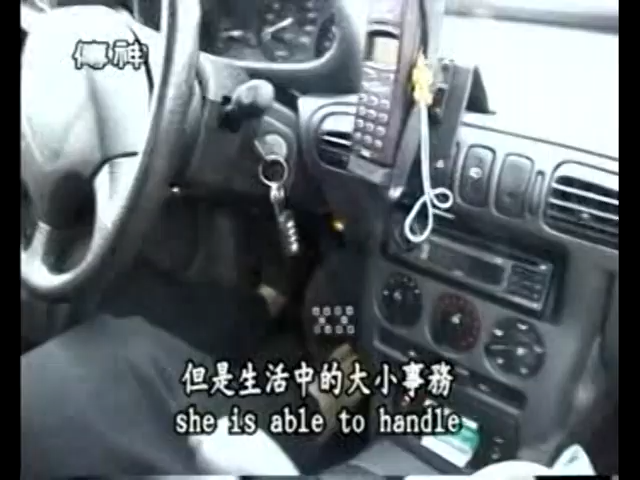 傳神
但是生活中的大小事務
she is able to handle